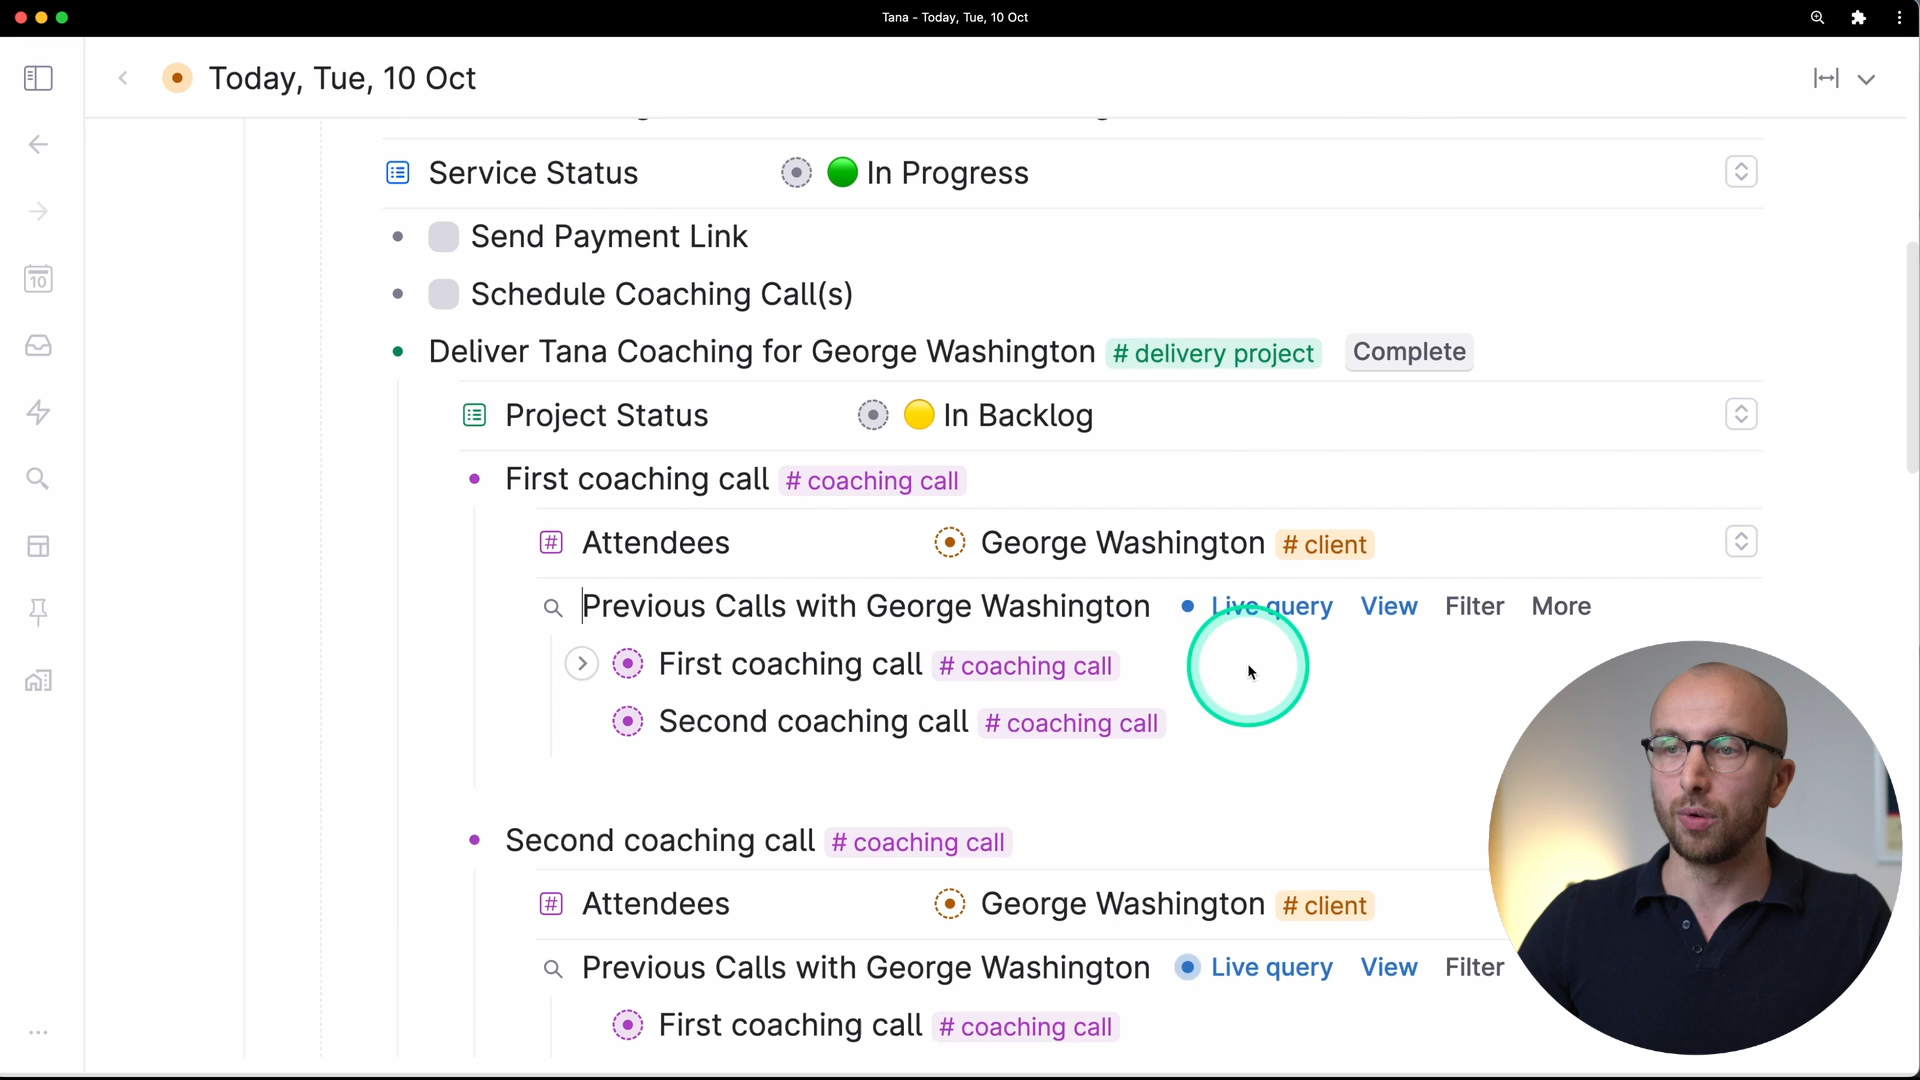 Tana - Today, Tue, 10 Oct
Today, Tue, 10 Oct
Service Status In Progress
Send Payment Link
10
Schedule Coaching Call(s)
Deliver Tana Coaching for George Washington # delivery project Complete
Project Status In Backlog
First coaching call # coaching call
Attendees George Washington # client
Previous Calls with George Washington Live query View Filter More
First coaching call # coaching call
Second coaching call # coaching call
Second coaching call # coaching call
Attendees George Washington # client
Previous Calls with George Washington Live query View Filter
First coaching call # coaching call